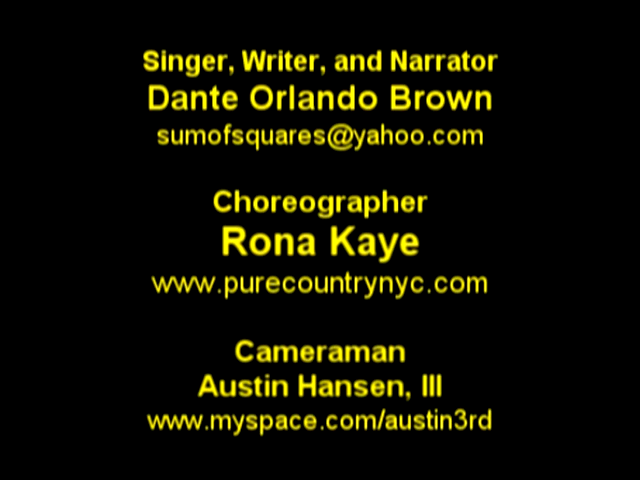 Singer, Writer, and Narrator
Dante Orlando Brown
sumofsquares@yahoo.com
Choreographer
Rona Kaye
www.purecountrynyc.com
Cameraman
Austin Hansen, III
www.myspace.com/austin3rd